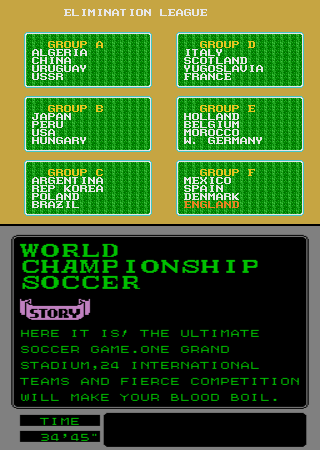 ELIMINATION LEAGUE
GROUP A
ALGERIA
CHINA
URUGUAY
USSR
GROUP D
ITALY
SCOTLAND
YUGOSLAVIA
FRANCE
GROUP B
JAPAN
PERU
USA
HUNGARY
GROUP E
HOLLAND
BELGIUM
MOROCCO
W. GERMANY
GROUP C
ARGENTINA
REP KOREA
POLAND
BRAZIL
GROUP F
MEXICO
SPAIN
DENMARK
ENGLAND
WORLD
CHAMPIONSHIP
SOCCER
STORY
HERE IT IS! THE ULTIMATE
SOCCER GAME.ONE GRAND
STADIUM,24 INTERNATIONAL
TEAMS AND FIERCE COMPETITION
WILL MAKE YOUR BLOOD BOIL.
TIME
34'45"